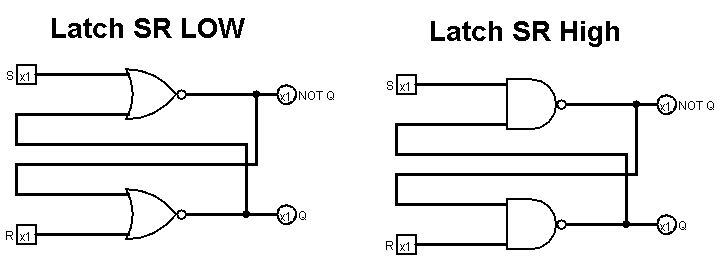 Latch SR LOW
S x1
x1 NOT Q
R x1
x1 Q
Latch SR High
S x1
x1 NOT Q
R x1
x1 Q